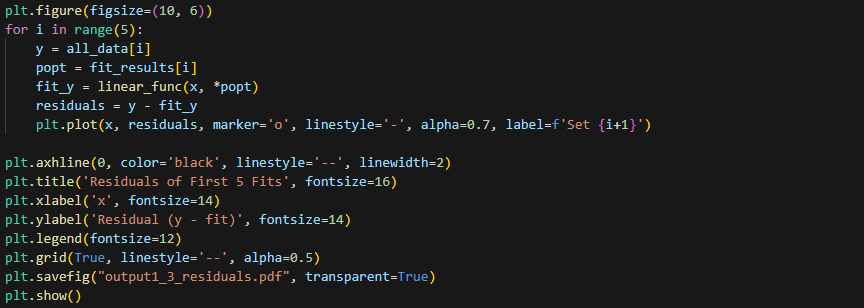 plt.figure(figsize=(10, 6))
for i in range(5):
    y = all_data[i]
    popt = fit_results[i]
    fit_y = linear_func(x, *popt)
    residuals = y - fit_y
    plt.plot(x, residuals, marker='o', linestyle='-', alpha=0.7, label=f'Set {i+1}')

plt.axhline(0, color='black', linestyle='--', linewidth=2)
plt.title('Residuals of First 5 Fits', fontsize=16)
plt.xlabel('x', fontsize=14)
plt.ylabel('Residual (y - fit)', fontsize=14)
plt.legend(fontsize=12)
plt.grid(True, linestyle='--', alpha=0.5)
plt.savefig("output1_3_residuals.pdf", transparent=True)
plt.show()